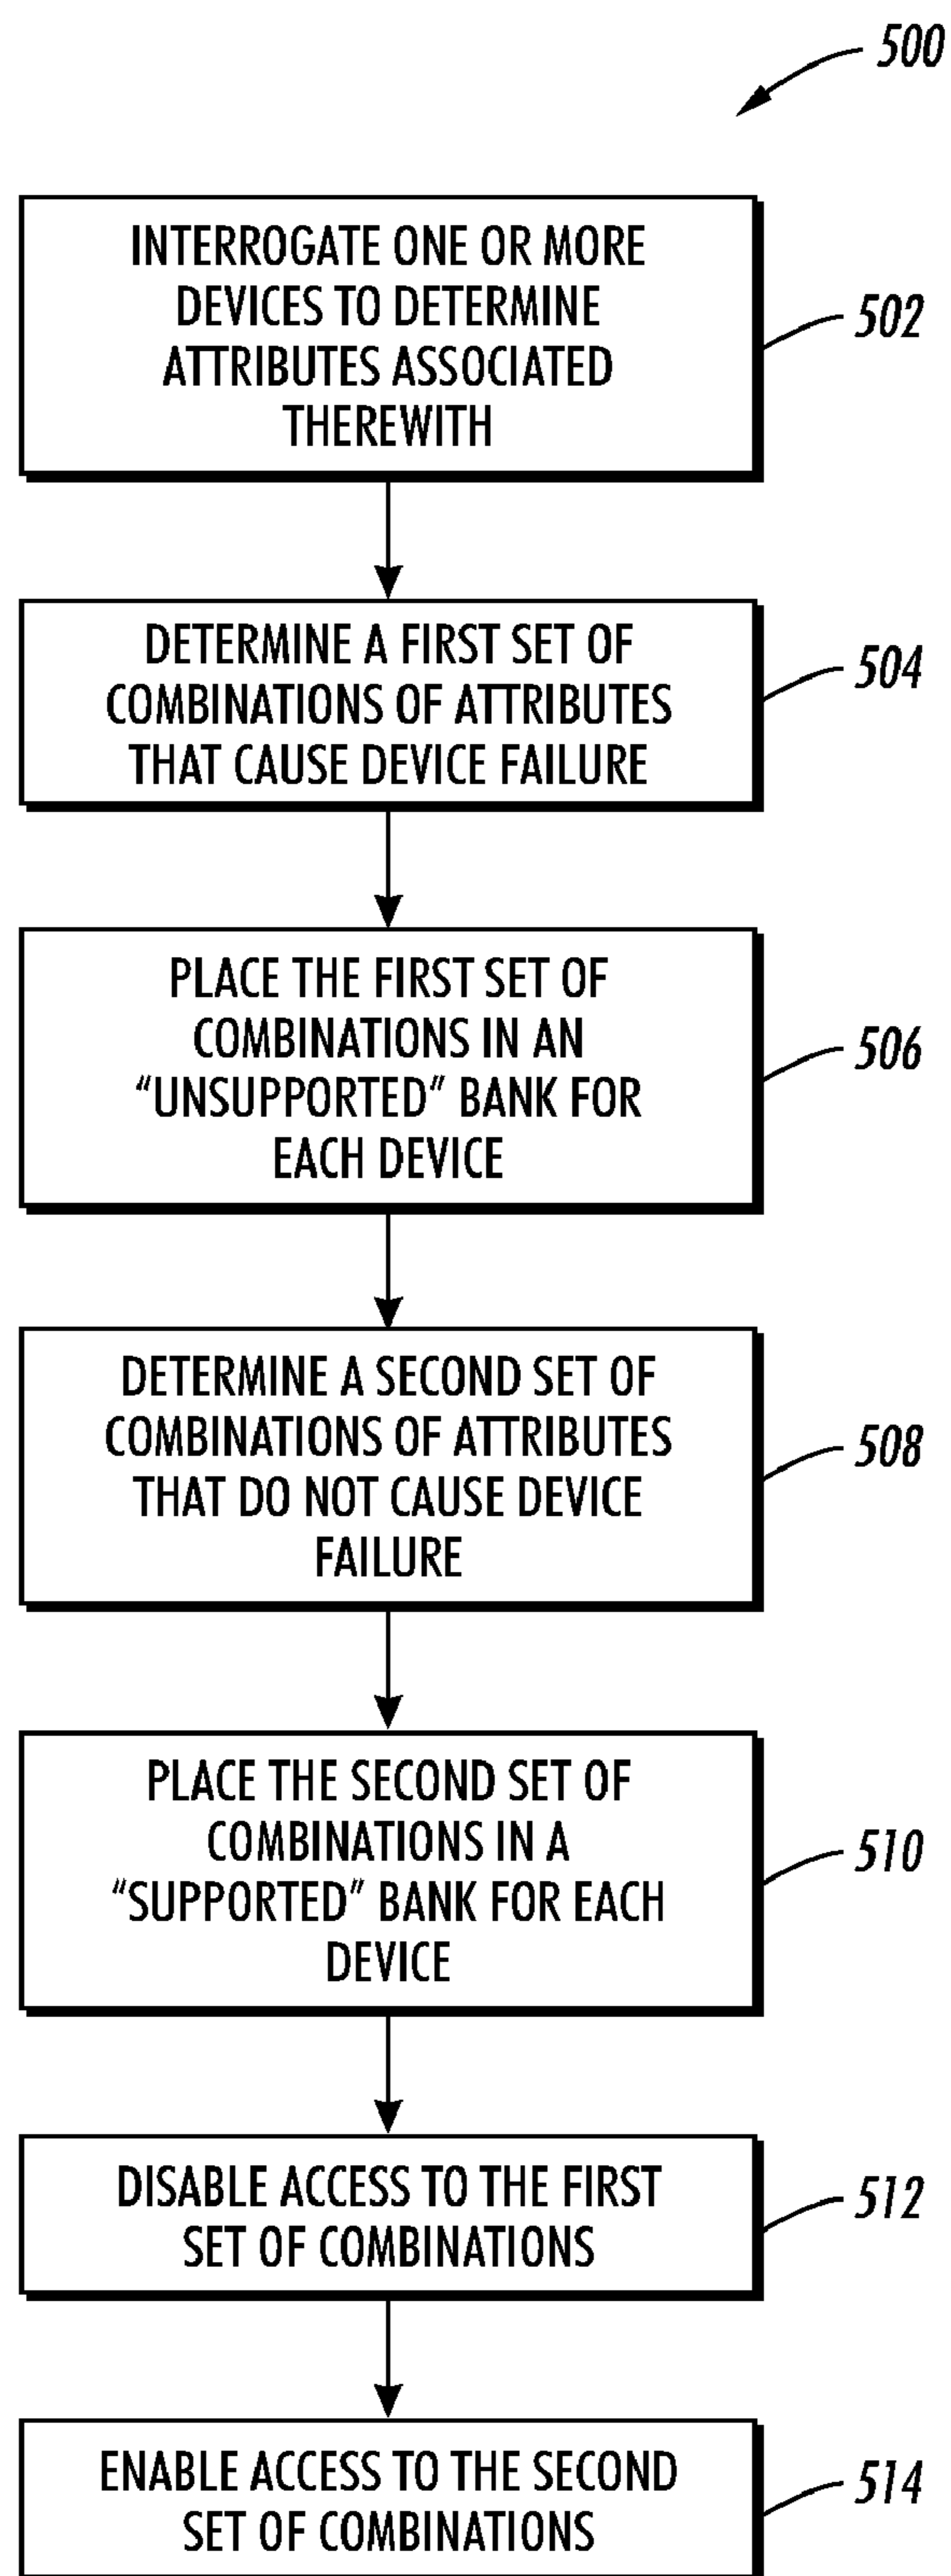 500
INTERROGATE ONE OR MORE
DEVICES TO DETERMINE
ATTRIBUTES ASSOCIATED
THEREWITH
502
DETERMINE A FIRST SET OF
COMBINATIONS OF ATTRIBUTES
THAT CAUSE DEVICE FAILURE
504
PLACE THE FIRST SET OF
COMBINATIONS IN AN
“UNSUPPORTED” BANK FOR
EACH DEVICE
506
DETERMINE A SECOND SET OF
COMBINATIONS OF ATTRIBUTES
THAT DO NOT CAUSE DEVICE
FAILURE
508
PLACE THE SECOND SET OF
COMBINATIONS IN A
“SUPPORTED” BANK FOR EACH
DEVICE
510
DISABLE ACCESS TO THE FIRST
SET OF COMBINATIONS
512
ENABLE ACCESS TO THE SECOND
SET OF COMBINATIONS
514